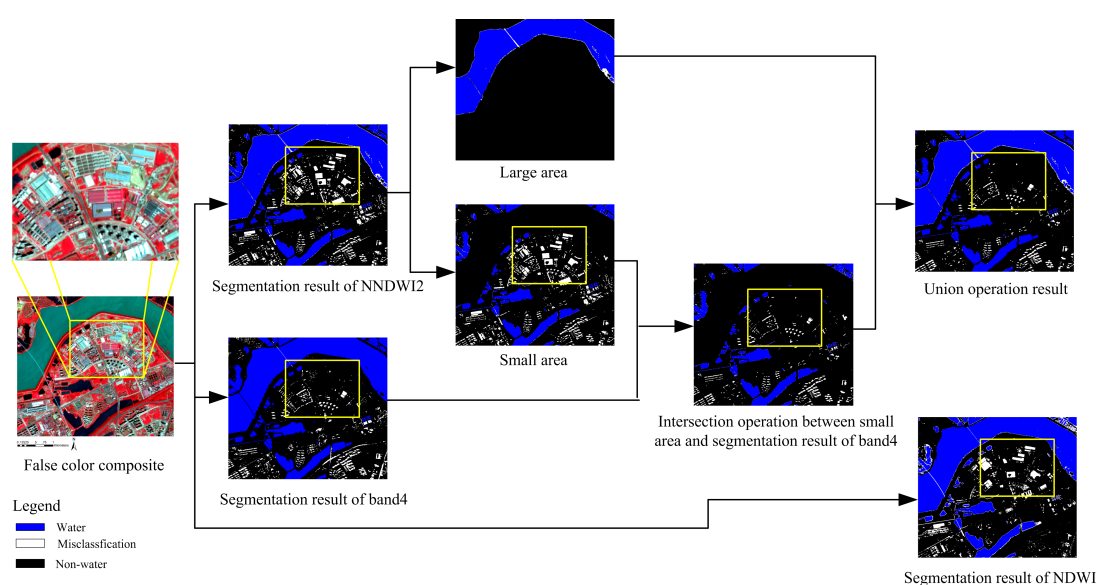 Large area
Segmentation result of NNDWI2
Union operation result
Small area
Intersection operation between small
area and segmentation result of band4
False color composite
Segmentation result of band4
Legend
Water
Misclassfication
Non-water
Segmentation result of NDWI